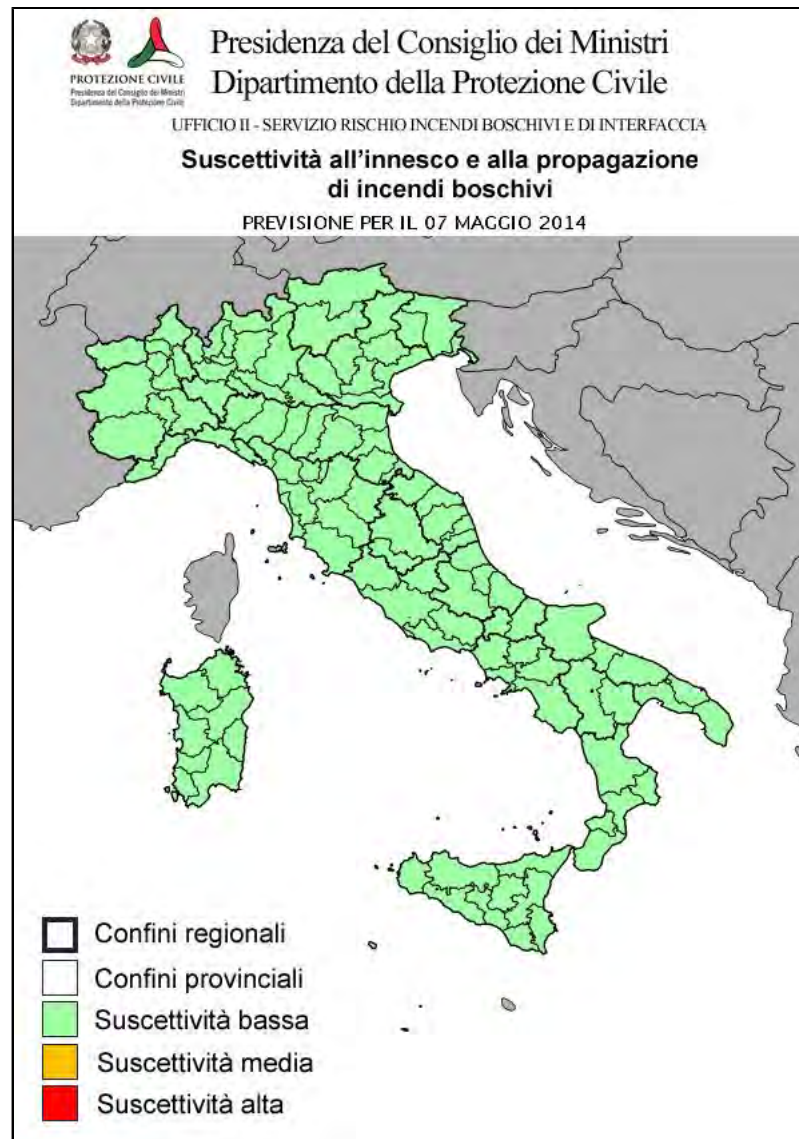 Presidenza del Consiglio dei Ministri
Dipartimento della Protezione Civile
PROTEZIONE CIVILE
Presidenza del Consiglio dei Ministri
Dipartimento della Protezione Civile
UFFICIO II - SERVIZIO RISCHIO INCENDI BOSCHIVI E DI INTERFACCIA
Suscettività all'innesco e alla propagazione
di incendi boschivi
PREVISIONE PER IL 07 MAGGIO 2014
Confini regionali
Confini provinciali
Suscettività bassa
Suscettività media
Suscettività alta